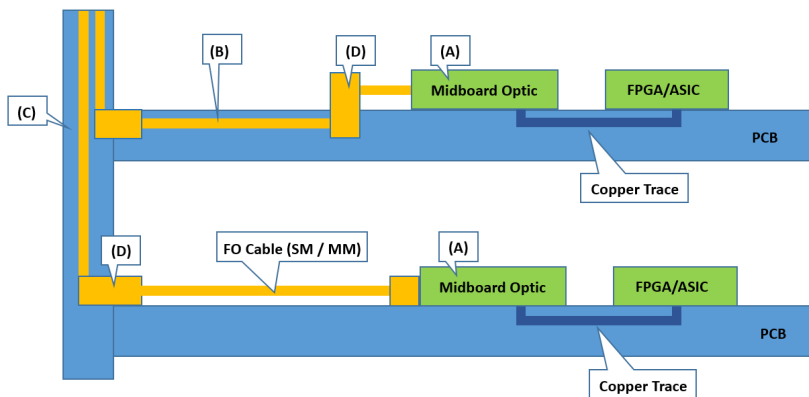 (B)
(D)
(A)
Midboard Optic
FPGA/ASIC
(C)
PCB
Copper Trace
(D)
FO Cable (SM / MM)
(A)
Midboard Optic
FPGA/ASIC
PCB
Copper Trace